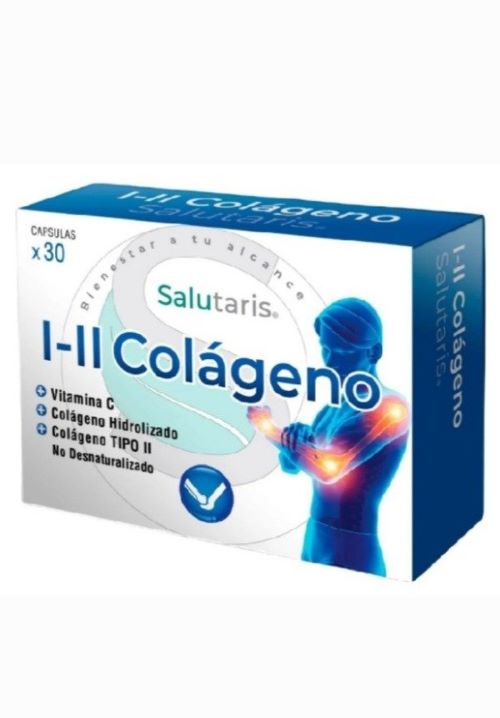 I-II Colágeno
Salutaris®
CAPSULAS
x 30
Bienestar a tu alcance
Salutaris®
I-II Colágeno
Vitamina C
Colágeno Hidrolizado
Colágeno TIPO II
No Desnaturalizado
I-II Colágeno
Salutaris®